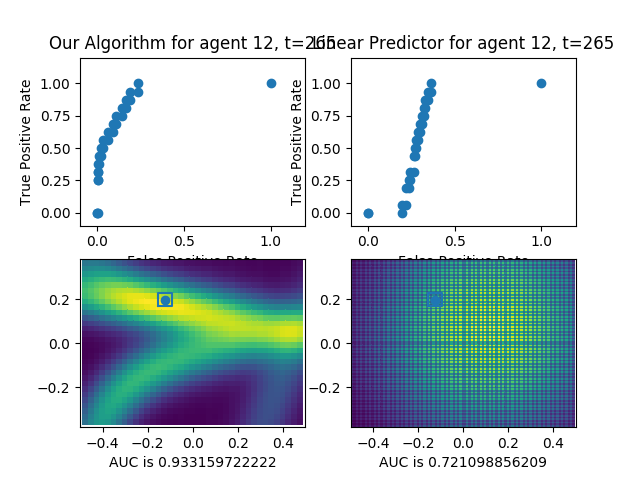 Our Algorithm for agent 12, t=265
Linear Predictor for agent 12, t=265
True Positive Rate
1.00
0.75
0.50
0.25
0.00
0.0 0.5 1.0
False Positive Rate
True Positive Rate
1.00
0.75
0.50
0.25
0.00
0.0 0.5 1.0
False Positive Rate
0.2
0.0
−0.2
−0.4 −0.2 0.0 0.2 0.4
AUC is 0.933159722222
0.2
0.0
−0.2
−0.4 −0.2 0.0 0.2 0.4
AUC is 0.721098856209